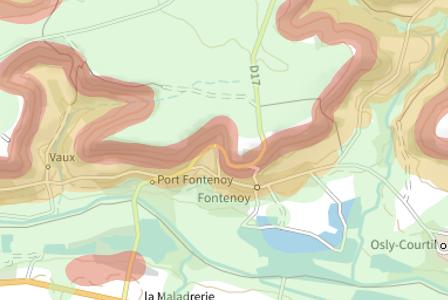 D17
Vaux
Port Fontenoy
Fontenoy
Osly-Courtil
la Maladrerie